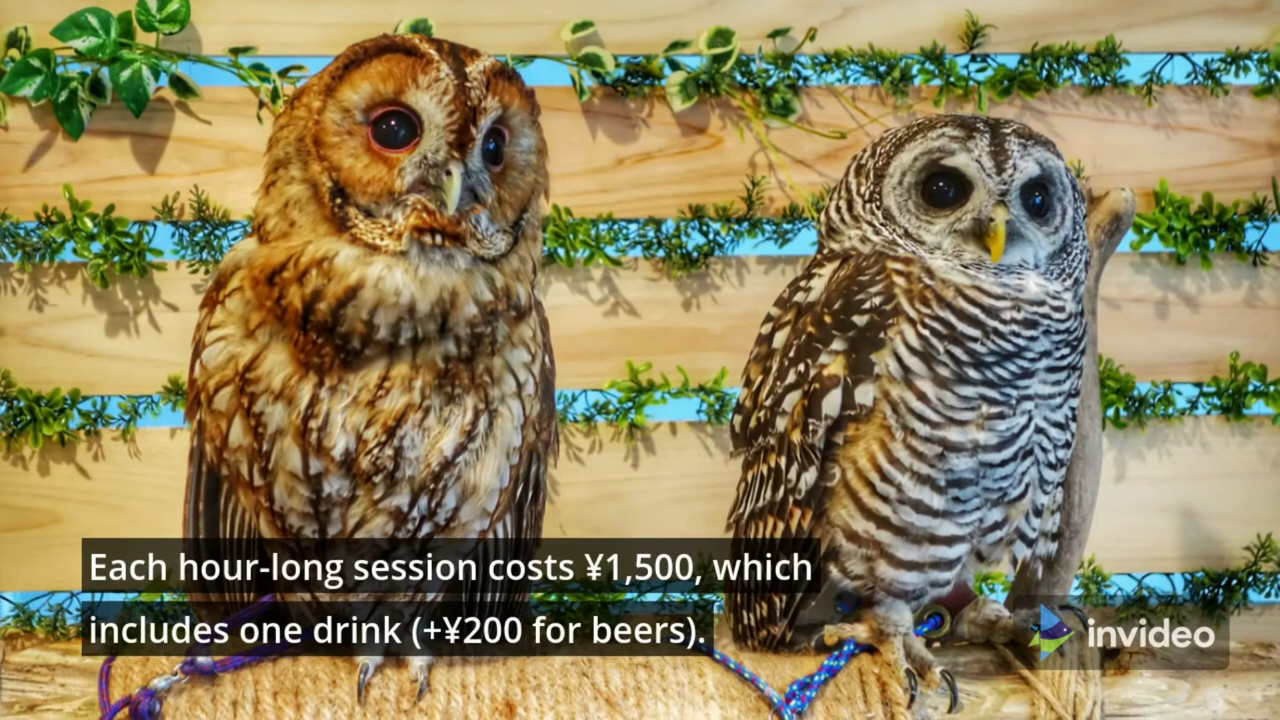 Each hour-long session costs ¥1,500, which
includes one drink (+¥200 for beers).
invideo